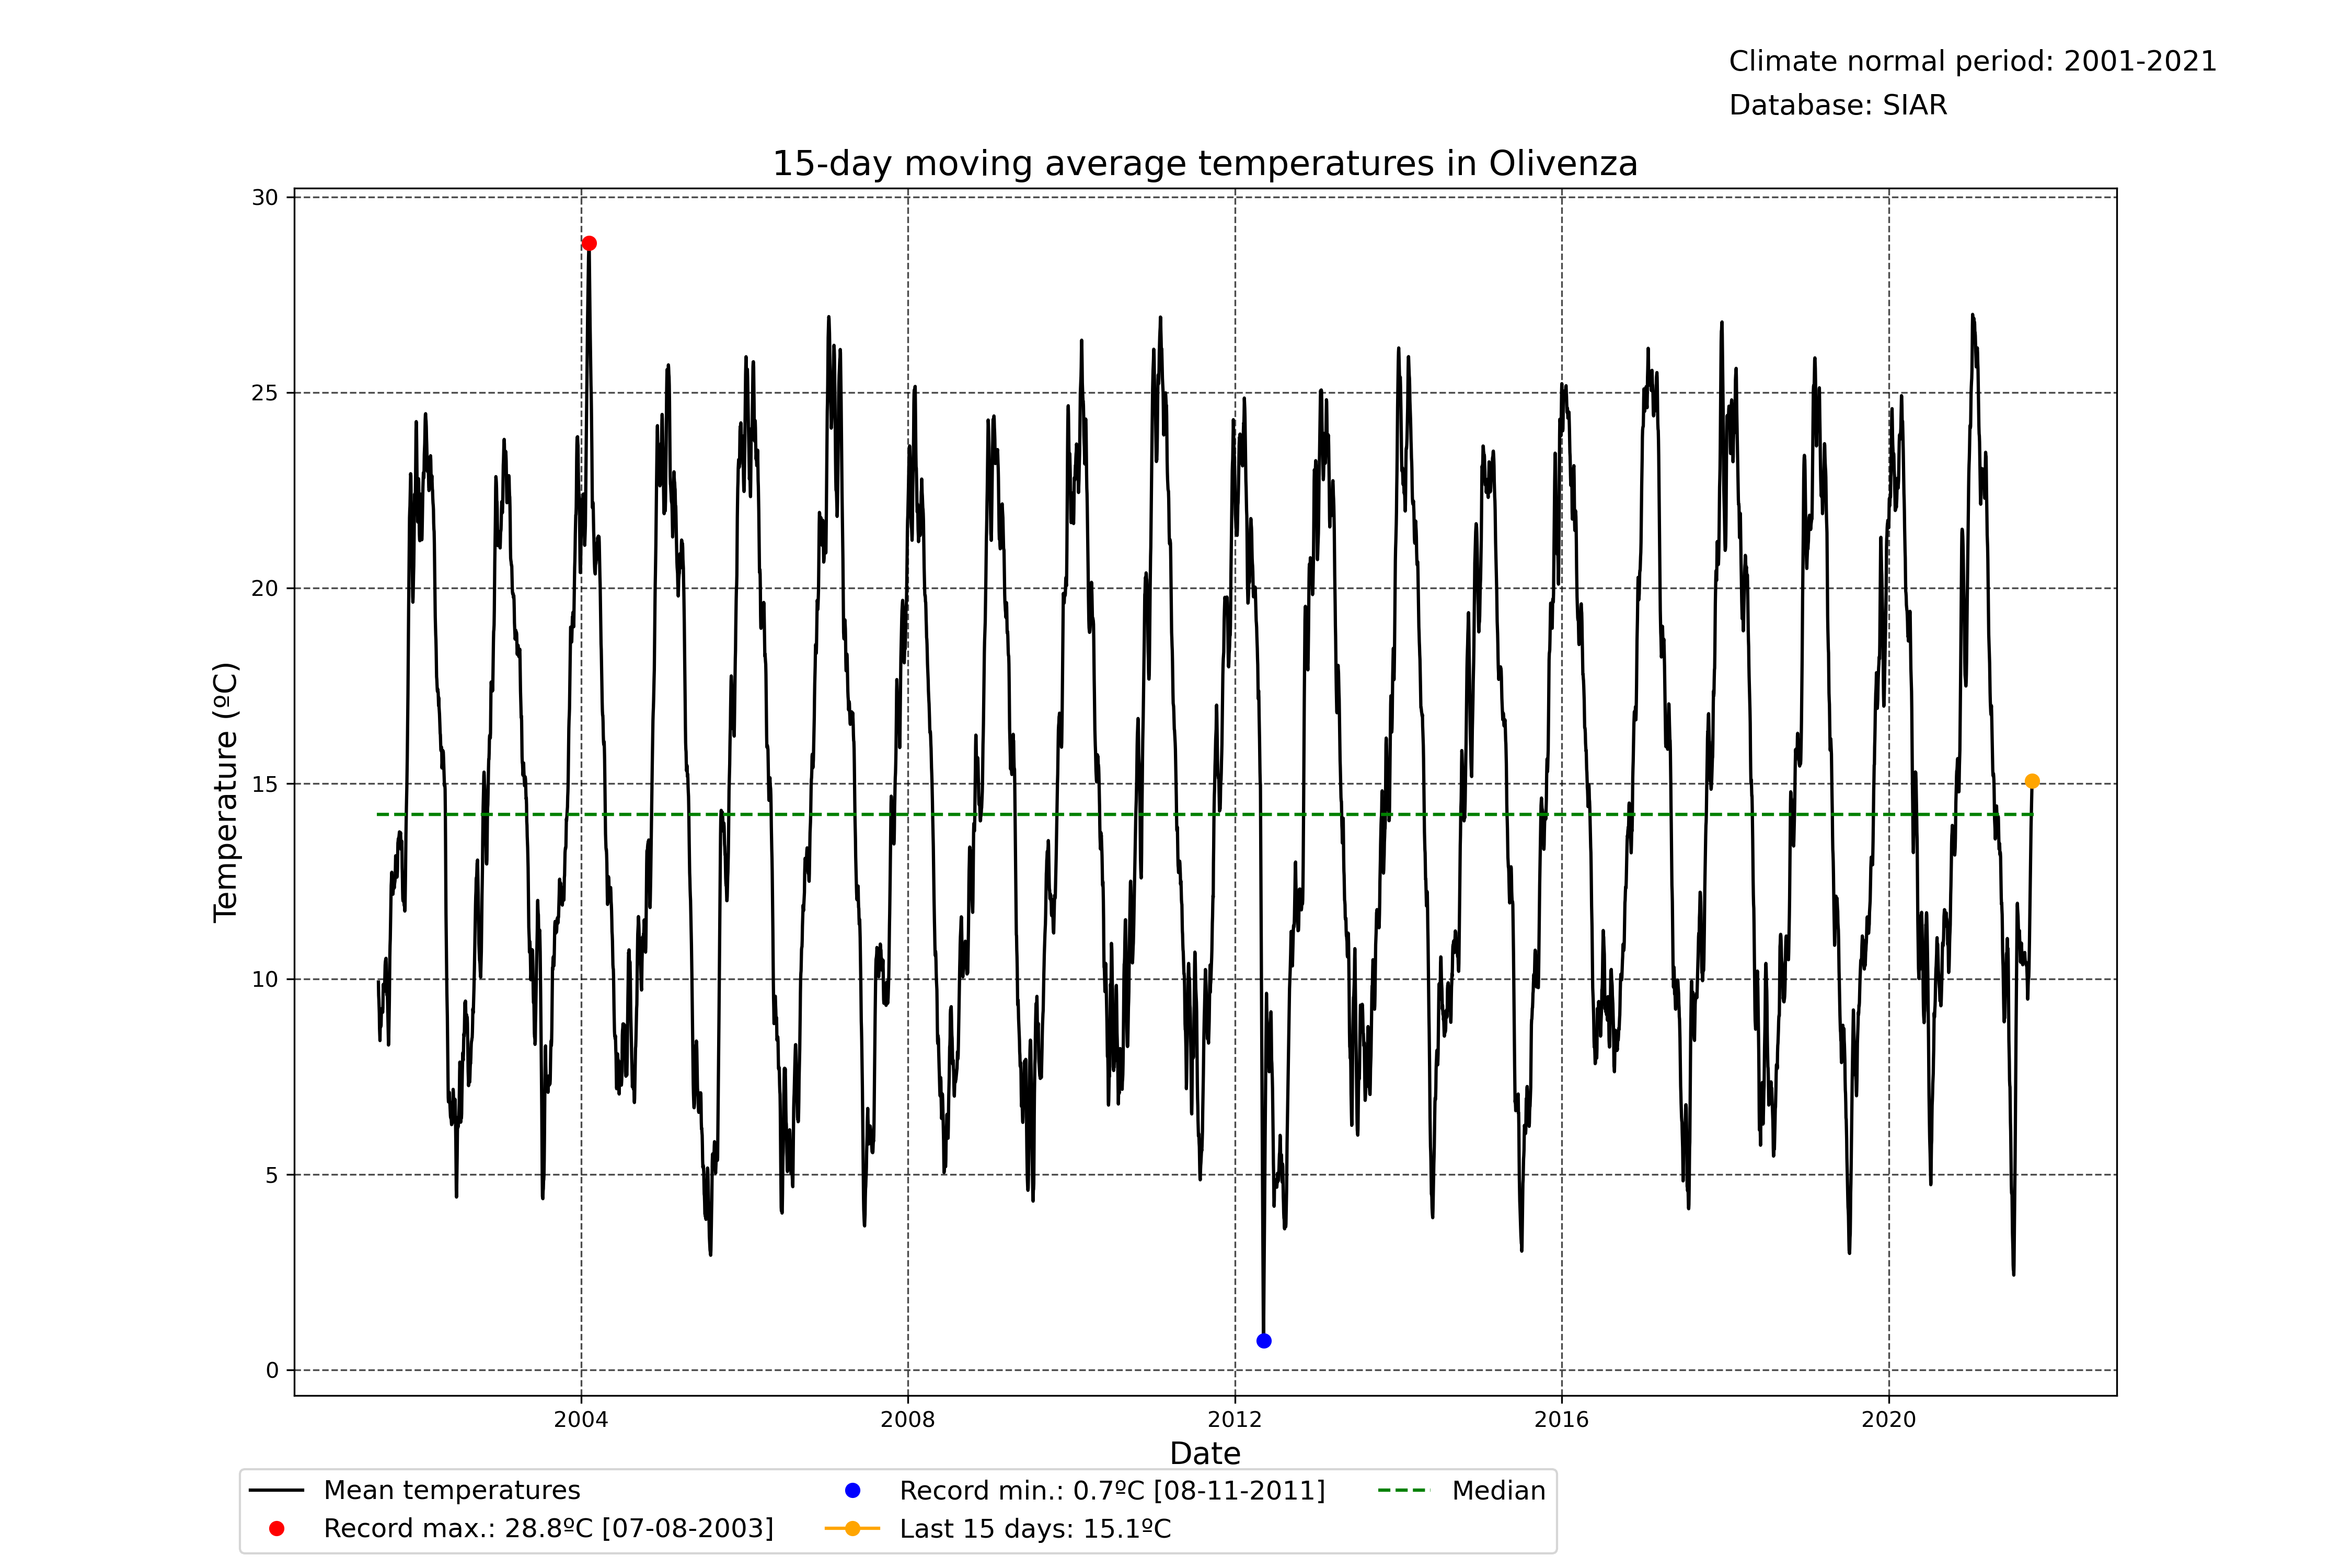 Climate normal period: 2001-2021
Database: SIAR
15-day moving average temperatures in Olivenza
30
25
20
15
10
5
0
Temperature (ºC)
2004 2008 2012 2016 2020
Date
Mean temperatures
Record max.: 28.8ºC [07-08-2003]
Record min.: 0.7ºC [08-11-2011]
Last 15 days: 15.1ºC
Median